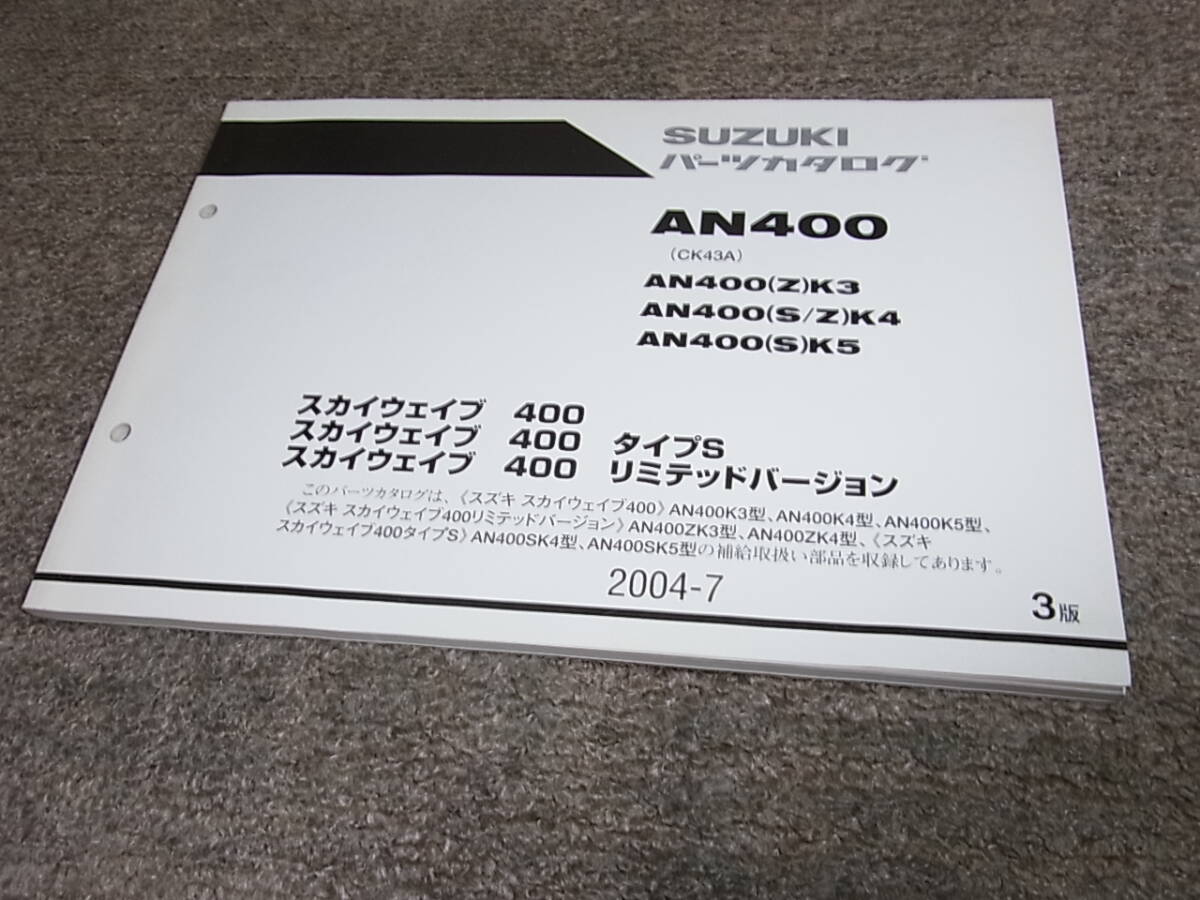 SUZUKI
パーツカタログ
AN400
(CK43A)
AN400(Z)K3
AN400(S/Z)K4
AN400(S)K5
スカイウェイブ 400
スカイウェイブ 400 タイプS
スカイウェイブ 400 リミテッドバージョン
このパーツカタログは、《スズキ スカイウェイブ400》AN400K3型、AN400K4型、AN400K5型、
《スズキ スカイウェイブ400リミテッドバージョン》AN400ZK3型、AN400ZK4型、《スズキ
スカイウェイブ400タイプS》AN400SK4型、AN400SK5型の補給取扱い部品を収録してあります。
2004-7
3版